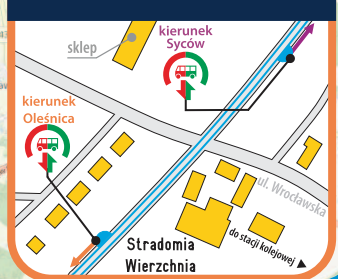 kierunek
Syców
sklep
kierunek
Oleśnica
ul. Wrocławska
do stacji kolejowej
Stradomia
Wierzchnia